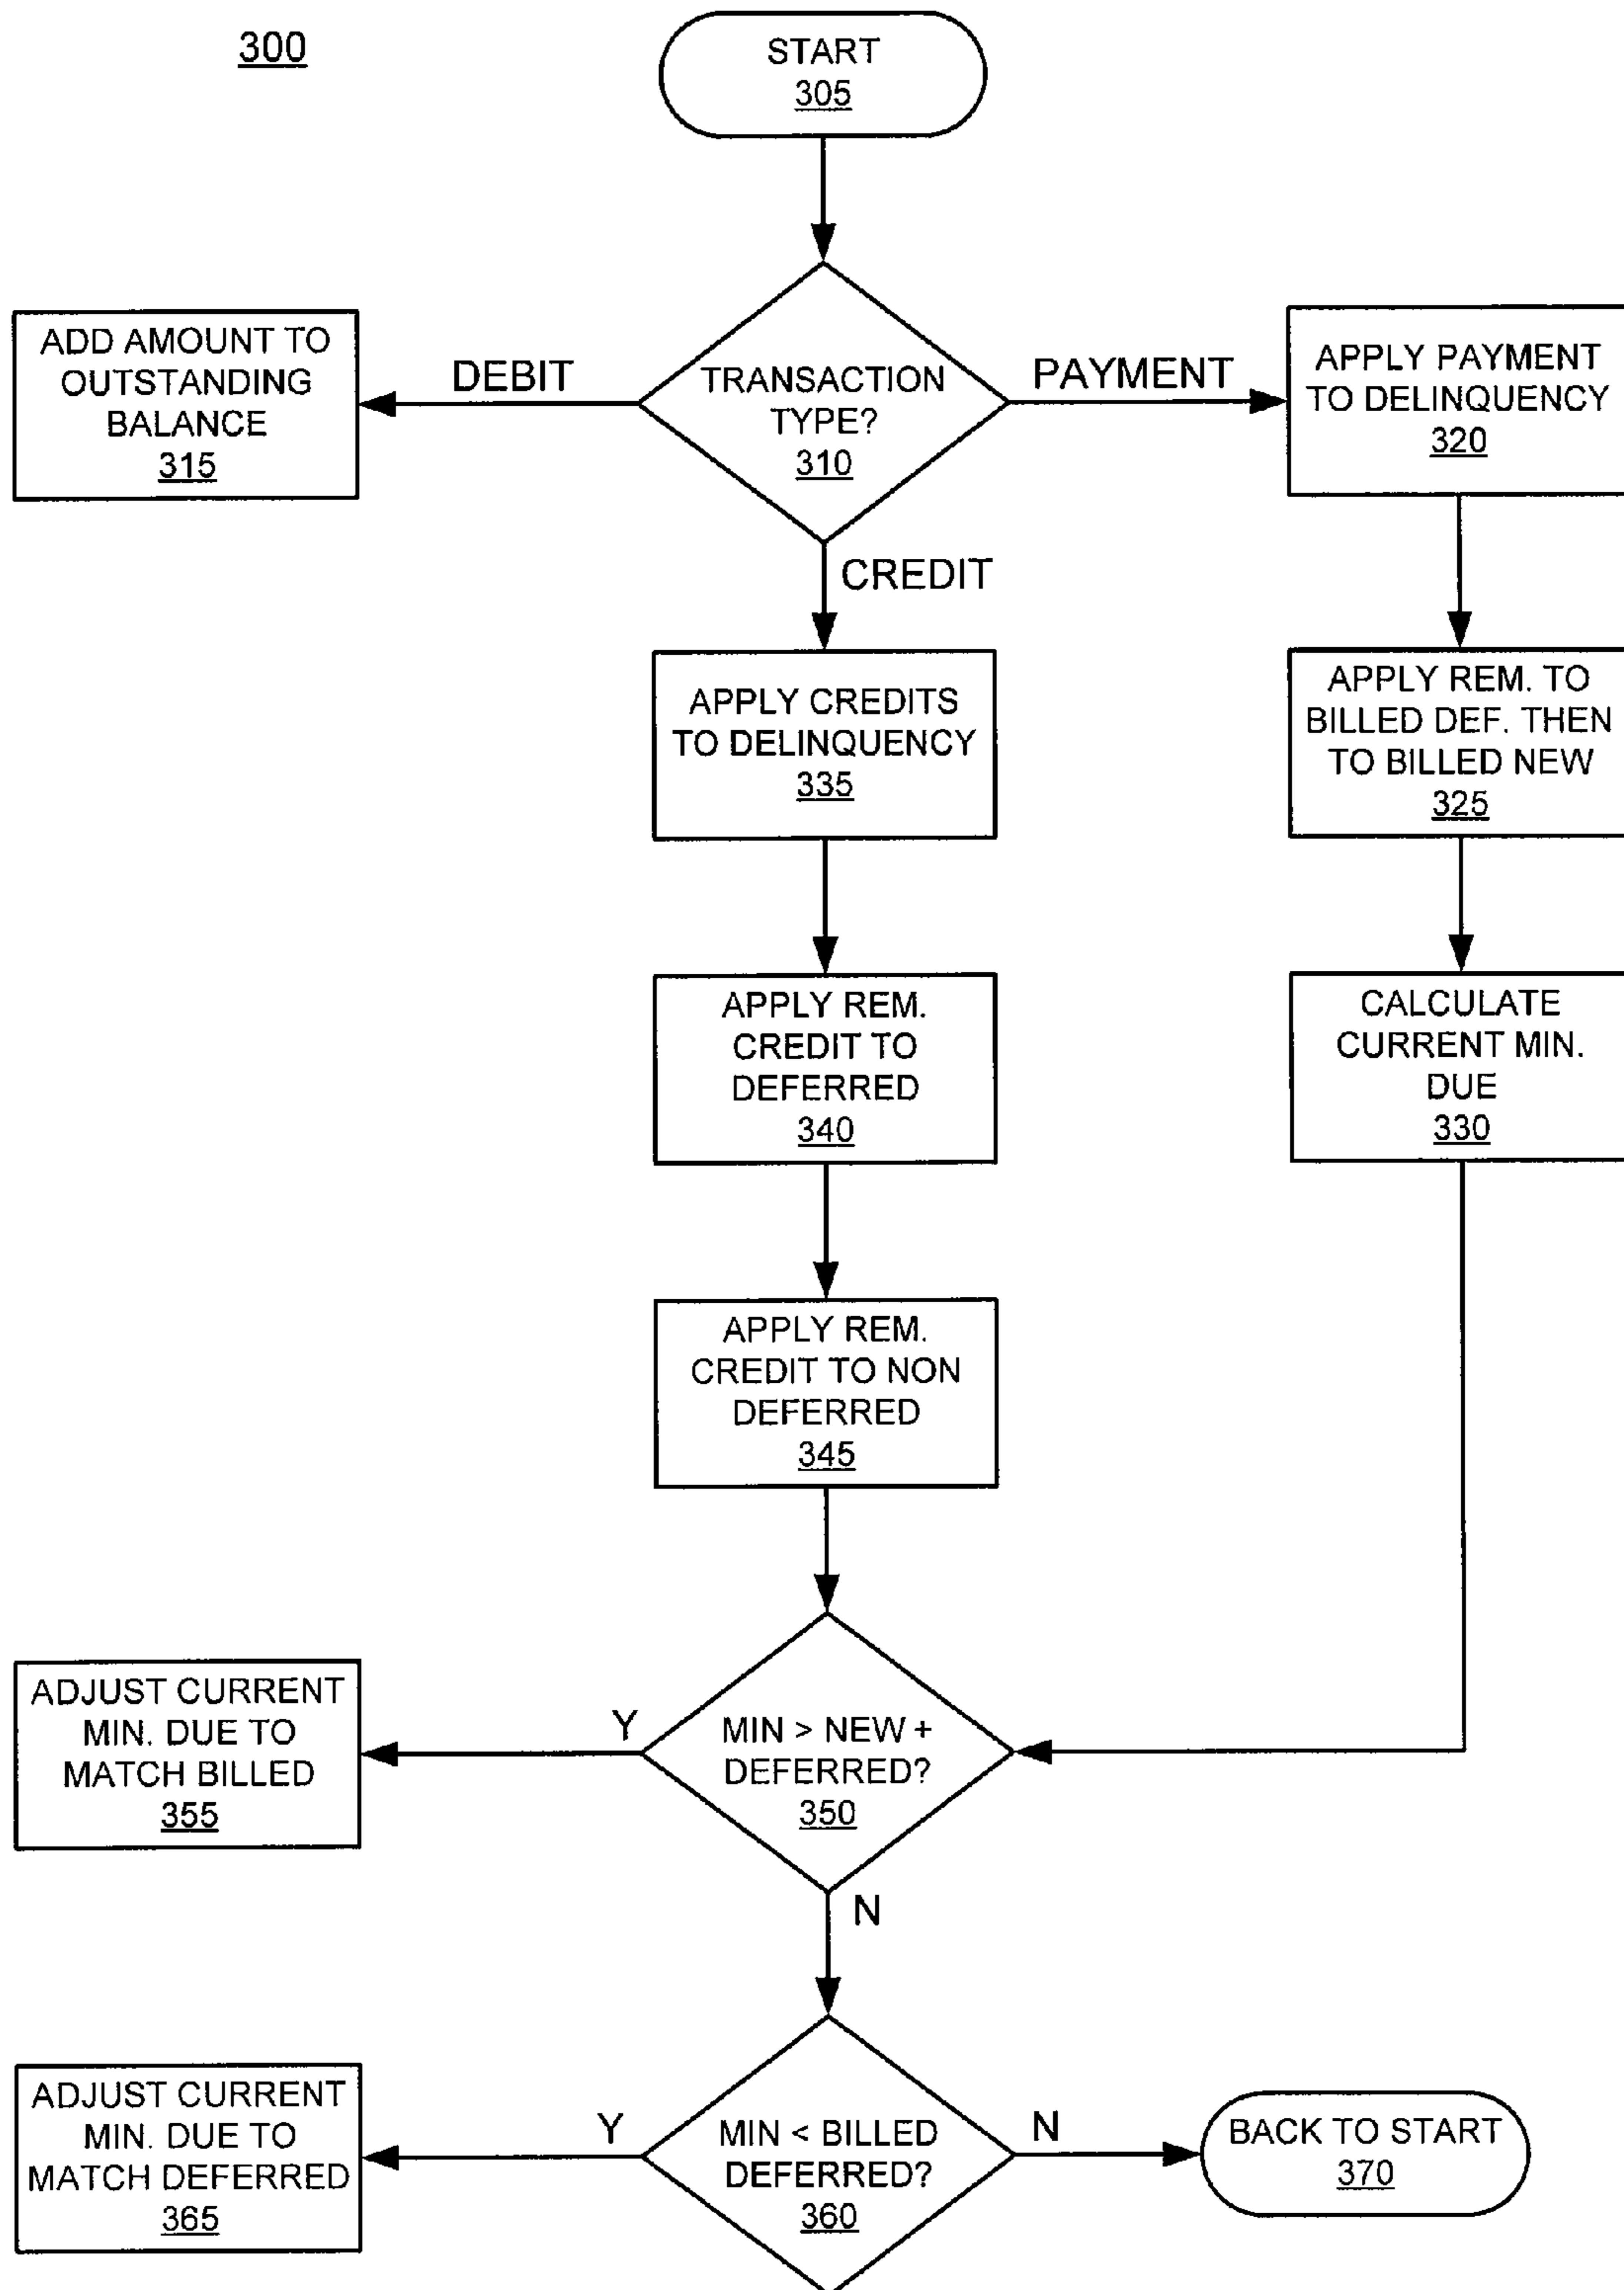 300
START
305
ADD AMOUNT TO
OUTSTANDING
BALANCE
315
DEBIT
TRANSACTION
TYPE?
310
PAYMENT
APPLY PAYMENT
TO DELINQUENCY
320
CREDIT
APPLY CREDITS
TO DELINQUENCY
335
APPLY REM. TO
BILLED DEF. THEN
TO BILLED NEW
325
APPLY REM.
CREDIT TO
DEFERRED
340
CALCULATE
CURRENT MIN.
DUE
330
APPLY REM.
CREDIT TO NON
DEFERRED
345
ADJUST CURRENT
MIN. DUE TO
MATCH BILLED
355
Y
MIN > NEW +
DEFERRED?
350
N
ADJUST CURRENT
MIN. DUE TO
MATCH DEFERRED
365
Y
MIN < BILLED
DEFERRED?
360
N
BACK TO START
370